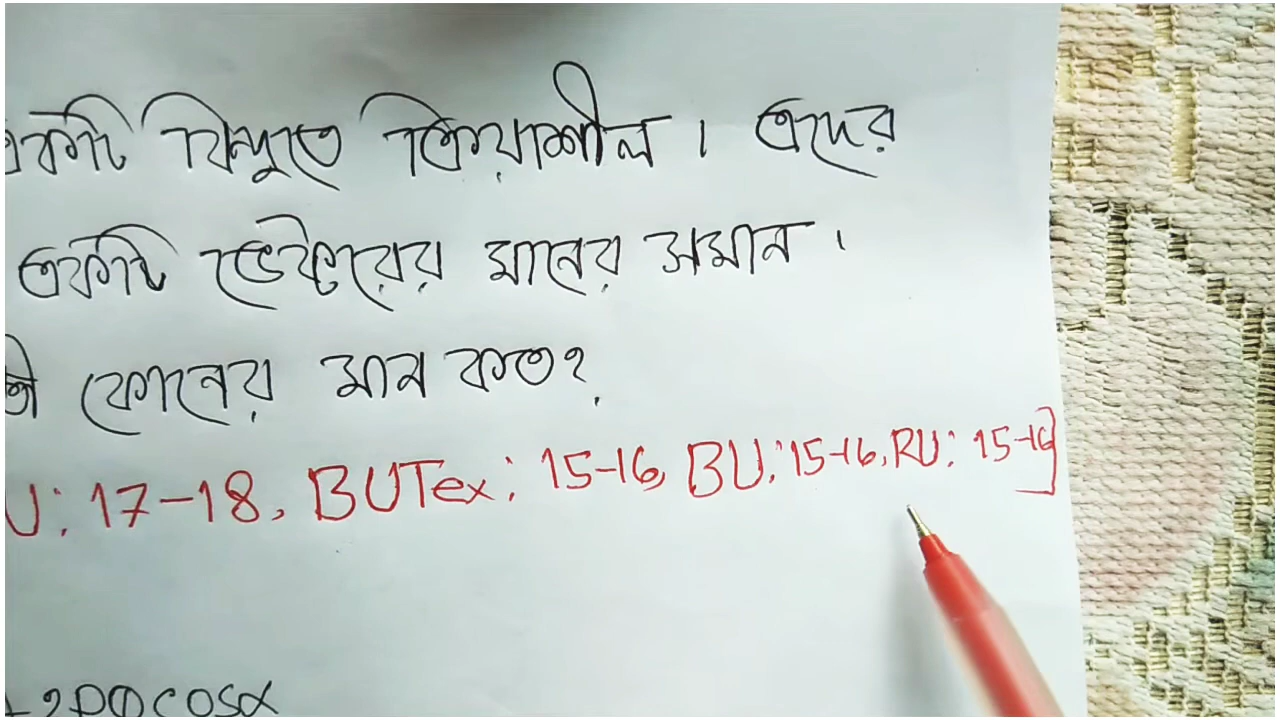 একটি বিন্দুতে ক্রিয়াশীল । এদের
একটি ভেক্টরের মানের সমান ।
কোনের মান কত?
U: 17-18, BUTex: 15-16, BU: 15-16, RU: 15-16]
+2PQcosα